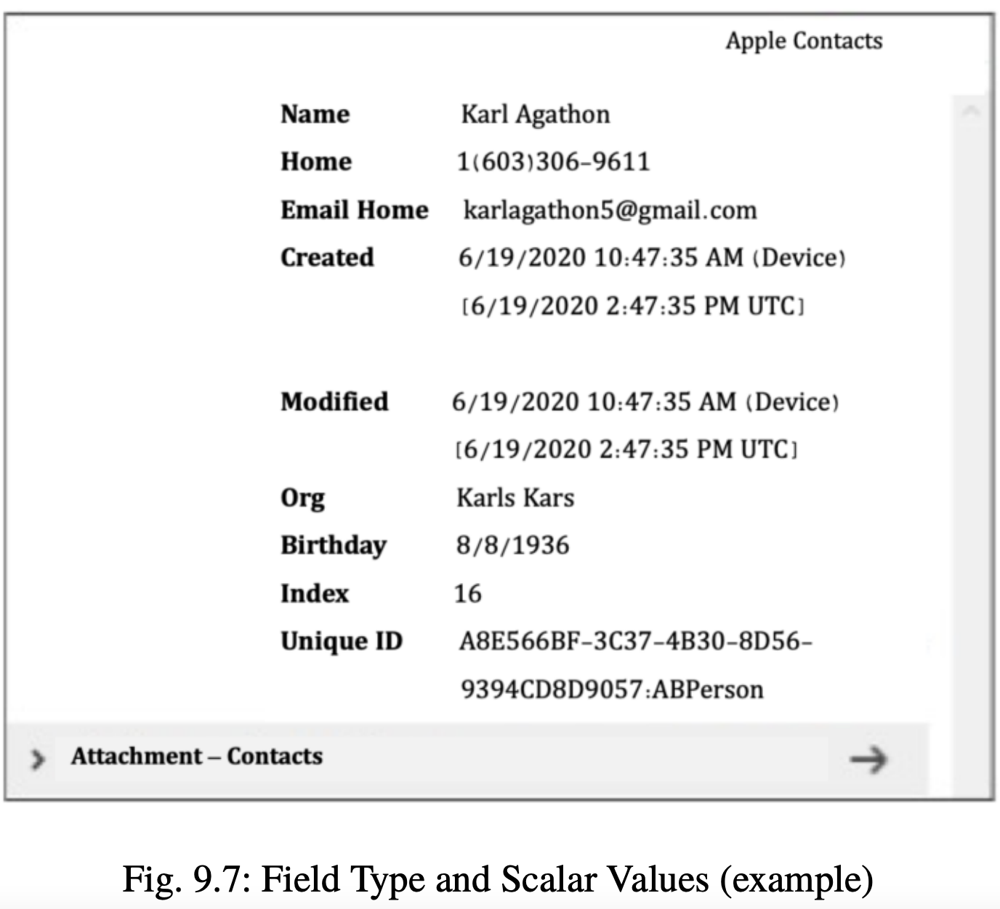 Apple Contacts
Name Karl Agathon
Home 1(603)306-9611
Email Home karlagathon5@gmail.com
Created 6/19/2020 10:47:35 AM (Device)
[6/19/2020 2:47:35 PM UTC]
Modified 6/19/2020 10:47:35 AM (Device)
[6/19/2020 2:47:35 PM UTC]
Org Karls Kars
Birthday 8/8/1936
Index 16
Unique ID A8E566BF-3C37-4B30-8D56-
9394CD8D9057:ABPerson
Attachment – Contacts
Fig. 9.7: Field Type and Scalar Values (example)